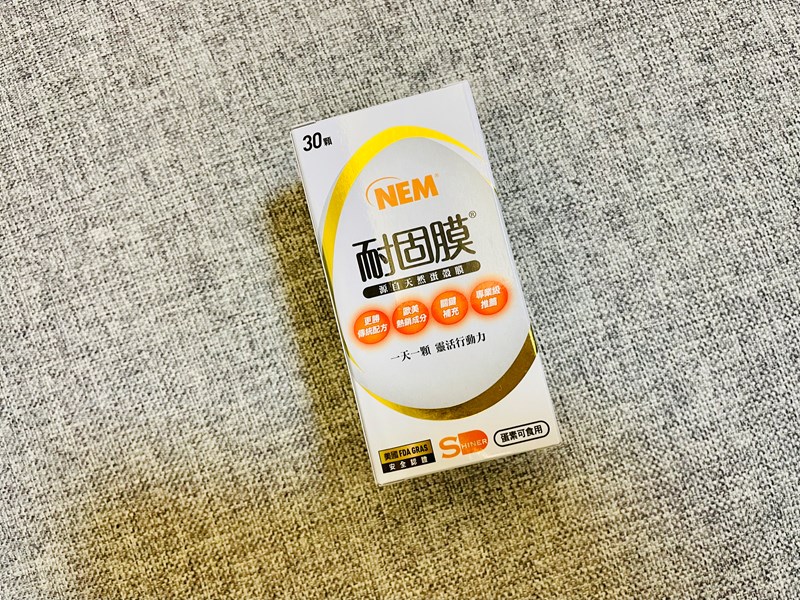 30顆
NEM®
耐固膜®
源自天然蛋殼膜
更勝
傳統配方
歐美
熱銷成分
關鍵
補充
專業級
推薦
一天一顆 靈活行動力
美國 FDA GRAS
安全認證
SHINER
蛋素可食用